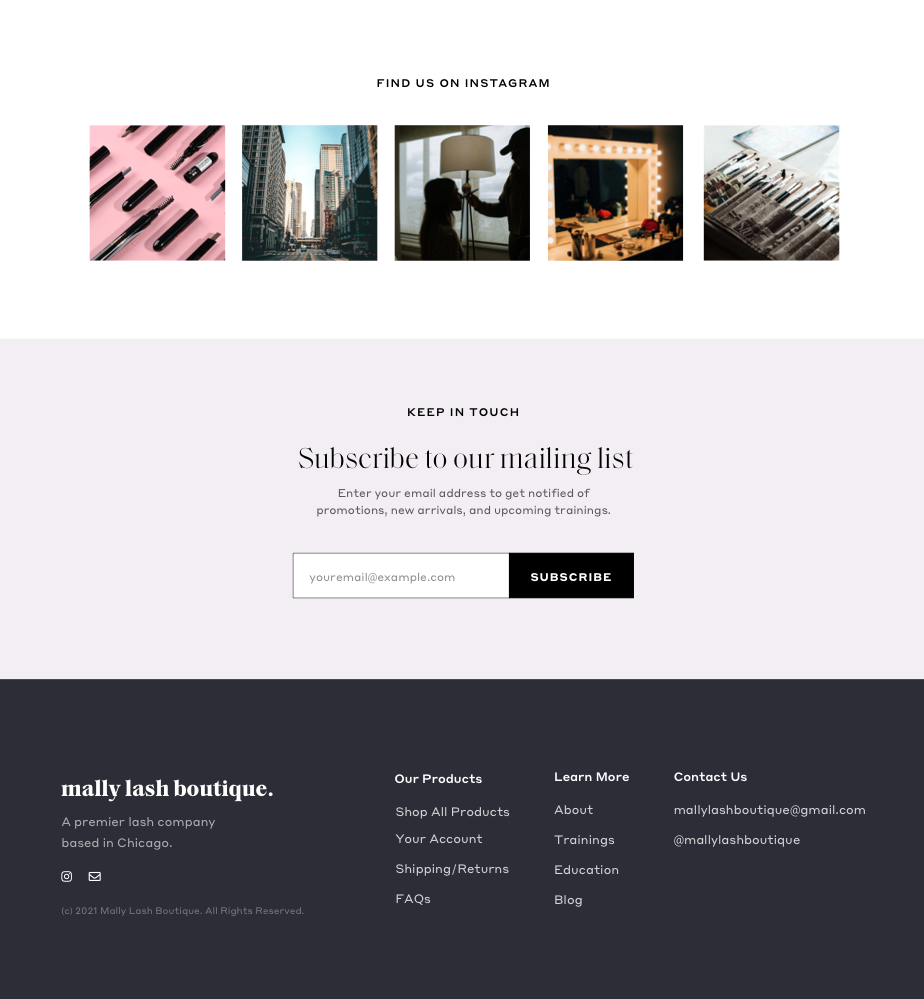 FIND US ON INSTAGRAM
KEEP IN TOUCH
Subscribe to our mailing list
Enter your email address to get notified of
promotions, new arrivals, and upcoming trainings.
youremail@example.com
SUBSCRIBE
mally lash boutique.
A premier lash company
based in Chicago.
(c) 2021 Mally Lash Boutique. All Rights Reserved.
Our Products
Shop All Products
Your Account
Shipping/Returns
FAQs
Learn More
About
Trainings
Education
Blog
Contact Us
mallylashboutique@gmail.com
@mallylashboutique